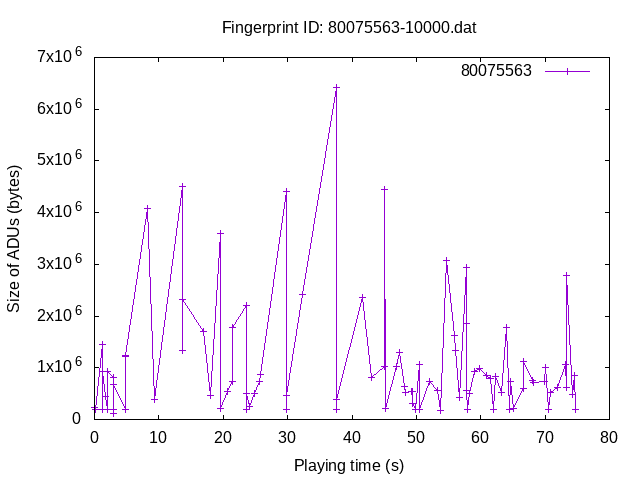 Fingerprint ID: 80075563-10000.dat
80075563
7x10^6
6x10^6
5x10^6
4x10^6
3x10^6
2x10^6
1x10^6
0
Size of ADUs (bytes)
0 10 20 30 40 50 60 70 80
Playing time (s)